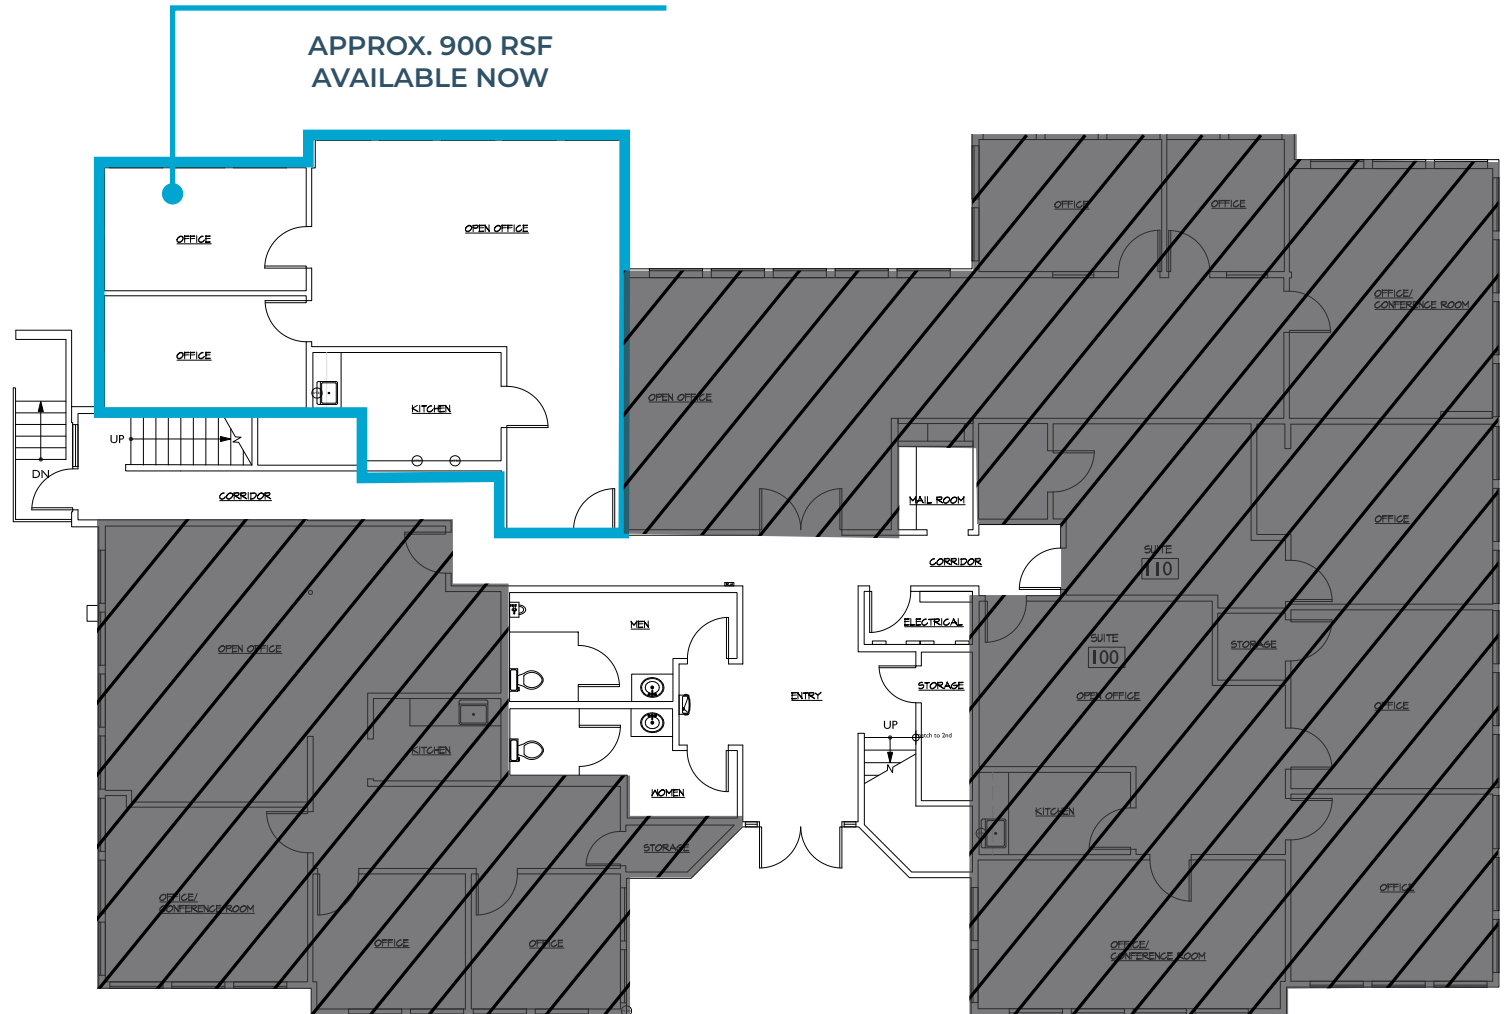 APPROX. 900 RSF
AVAILABLE NOW
OFFICE
OPEN OFFICE
OFFICE
OFFICE
OFFICE
OFFICE/
CONFERENCE ROOM
OFFICE
KITCHEN
OPEN OFFICE
UP
DN
CORRIDOR
MAIL ROOM
OFFICE
SUITE
110
CORRIDOR
MEN
ELECTRICAL
OPEN OFFICE
SUITE
100
STORAGE
STORAGE
ENTRY
OPEN OFFICE
OFFICE
UP
KITCHEN
WOMEN
KITCHEN
STORAGE
OFFICE/
CONFERENCE ROOM
OFFICE
OFFICE
OFFICE
OFFICE/
CONFERENCE ROOM